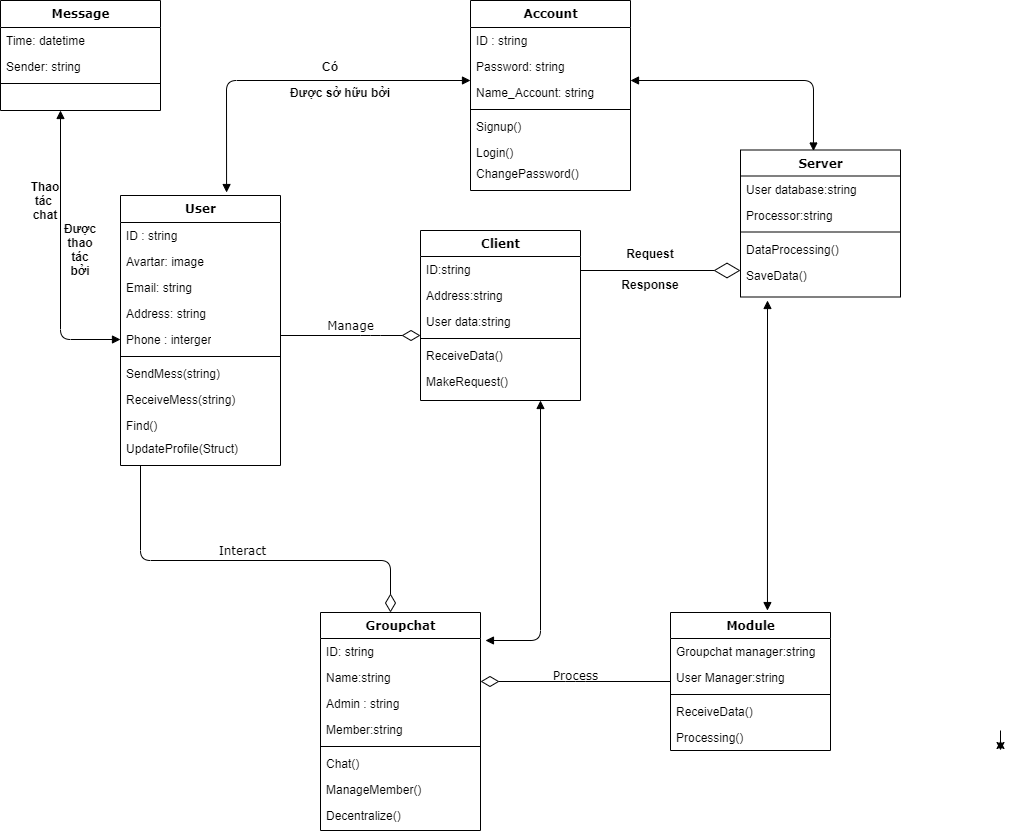 Message
Time: datetime
Sender: string
Account
ID : string
Password: string
Name_Account: string
Signup()
Login()
ChangePassword()
Có
Được sở hữu bởi
Server
User database:string
Processor:string
DataProcessing()
SaveData()
Thao
tác
chat
Được
thao
tác
bởi
User
ID : string
Avartar: image
Email: string
Address: string
Phone : interger
SendMess(string)
ReceiveMess(string)
Find()
UpdateProfile(Struct)
Manage
Client
ID:string
Address:string
User data:string
ReceiveData()
MakeRequest()
Request
Response
Interact
Groupchat
ID: string
Name:string
Admin : string
Member:string
Chat()
ManageMember()
Decentralize()
Process
Module
Groupchat manager:string
User Manager:string
ReceiveData()
Processing()